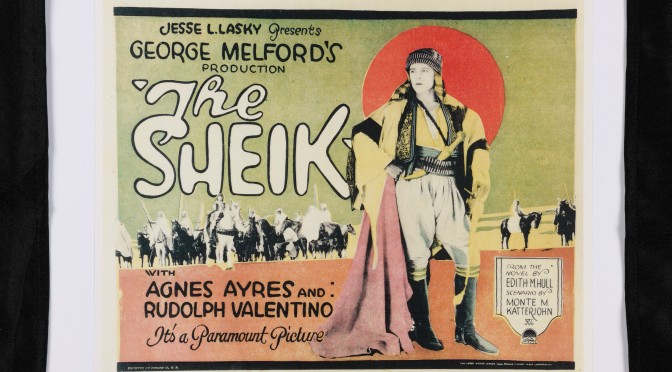 JESSE L. LASKY Presents
GEORGE MELFORD'S
PRODUCTION
"The
SHEIK"
WITH
AGNES AYRES AND
RUDOLPH VALENTINO
It's a Paramount Picture
FROM THE
NOVEL BY
EDITH M. HULL
SCENARIO BY
MONTE M.
KATTERJOHN